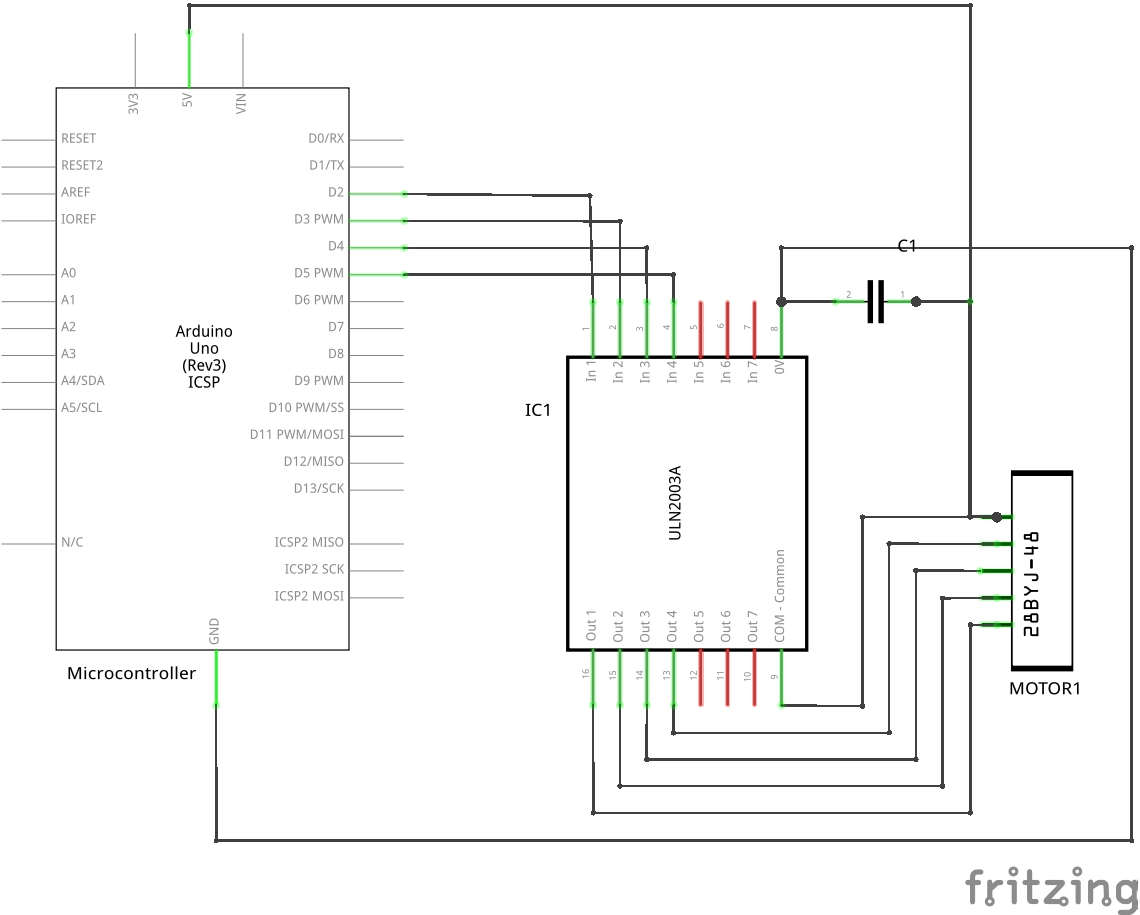 3V3
5V
VIN
RESET
RESET2
AREF
IOREF
A0
A1
A2
A3
A4/SDA
A5/SCL
N/C
D0/RX
D1/TX
D2
D3 PWM
D4
D5 PWM
D6 PWM
D7
D8
D9 PWM
D10 PWM/SS
D11 PWM/MOSI
D12/MISO
D13/SCK
ICSP2 MISO
ICSP2 SCK
ICSP2 MOSI
Arduino
Uno
(Rev3)
ICSP
GND
Microcontroller
C1
2
1
1
2
3
4
5
6
7
8
In 1
In 2
In 3
In 4
In 5
In 6
In 7
0V
IC1
ULN2003A
Out 1
Out 2
Out 3
Out 4
Out 5
Out 6
Out 7
COM - Common
16
15
14
13
12
11
10
9
28BYJ-48
MOTOR1
fritzing